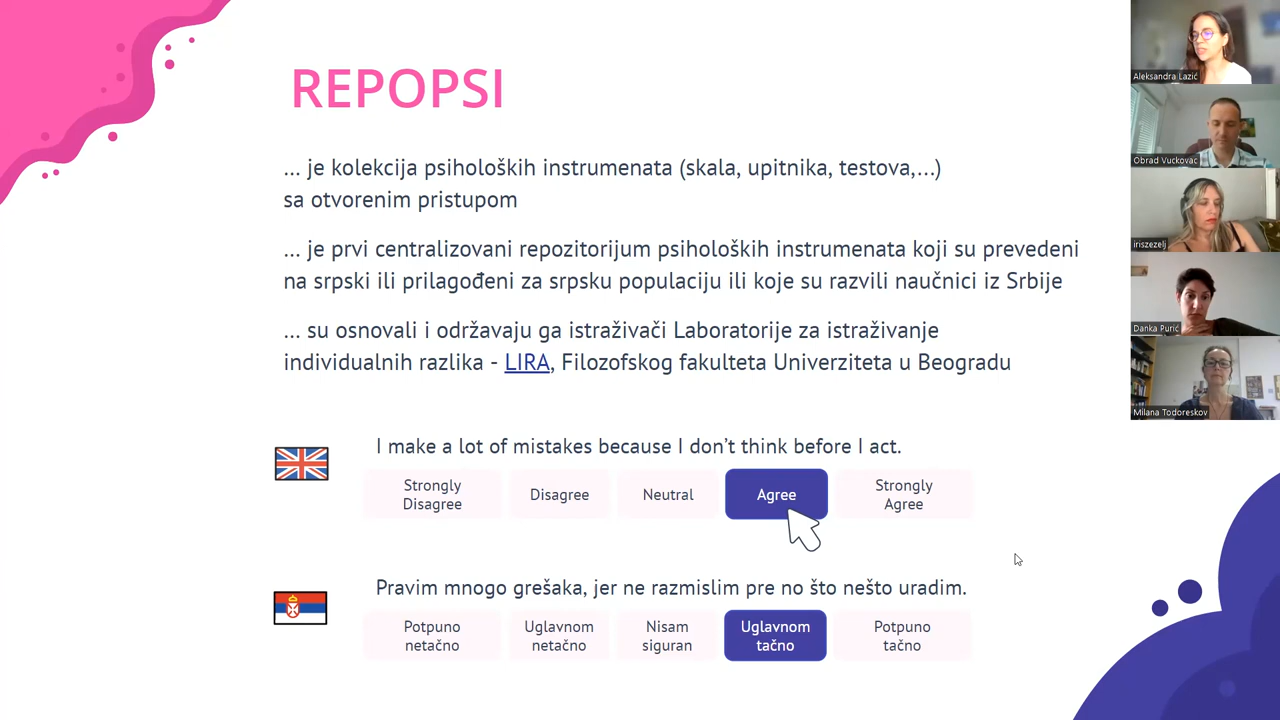 REPOPSI
... je kolekcija psiholoških instrumenata (skala, upitnika, testova,...)
sa otvorenim pristupom
... je prvi centralizovani repozitorijum psiholoških instrumenata koji su prevedeni
na srpski ili prilagođeni za srpsku populaciju ili koje su razvili naučnici iz Srbije
... su osnovali i održavaju ga istraživači Laboratorije za istraživanje
individualnih razlika - LIRA, Filozofskog fakulteta Univerziteta u Beogradu
I make a lot of mistakes because I don't think before I act.
Strongly
Disagree
Disagree
Neutral
Agree
Strongly
Agree
Pravim mnogo grešaka, jer ne razmislim pre no što nešto uradim.
Potpuno
netačno
Uglavnom
netačno
Nisam
siguran
Uglavnom
tačno
Potpuno
tačno
Aleksandra Lazić
Obrad Vuckovac
iriszezelj
Danka Purić
Milana Todoreskov